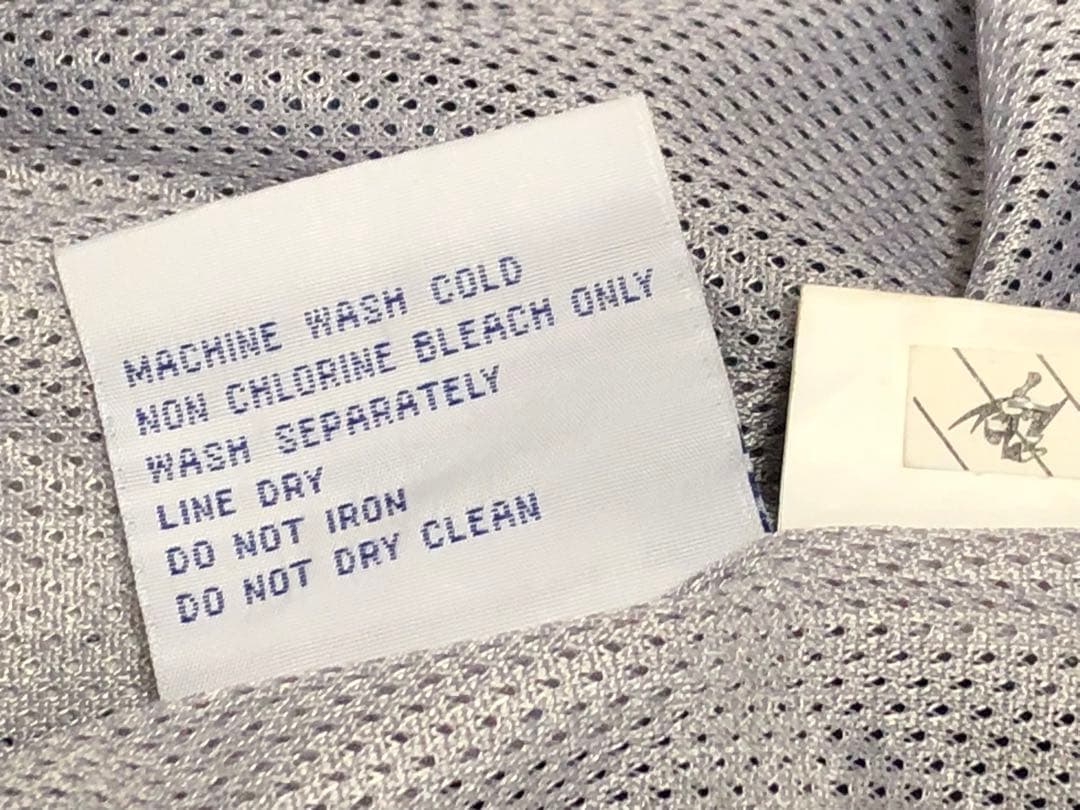 MACHINE WASH COLD
NON CHLORINE BLEACH ONLY
WASH SEPARATELY
LINE DRY
DO NOT IRON
DO NOT DRY CLEAN